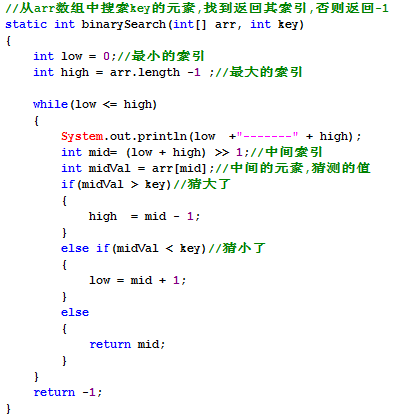 //从arr数组中搜索key的元素,找到返回其索引,否则返回-1
static int binarySearch(int[] arr, int key)
{
    int low = 0;//最小的索引
    int high = arr.length -1 ;//最大的索引

    while(low <= high)
    {
        System.out.println(low  +"-------" + high);
        int mid= (low + high) >> 1;//中间索引
        int midVal = arr[mid];//中间的元素,猜测的值
        if(midVal > key)//猜大了
        {
            high  = mid - 1;
        }
        else if(midVal < key)//猜小了
        {
            low = mid + 1;
        }
        else
        {
            return mid;
        }
    }
    return -1;
}